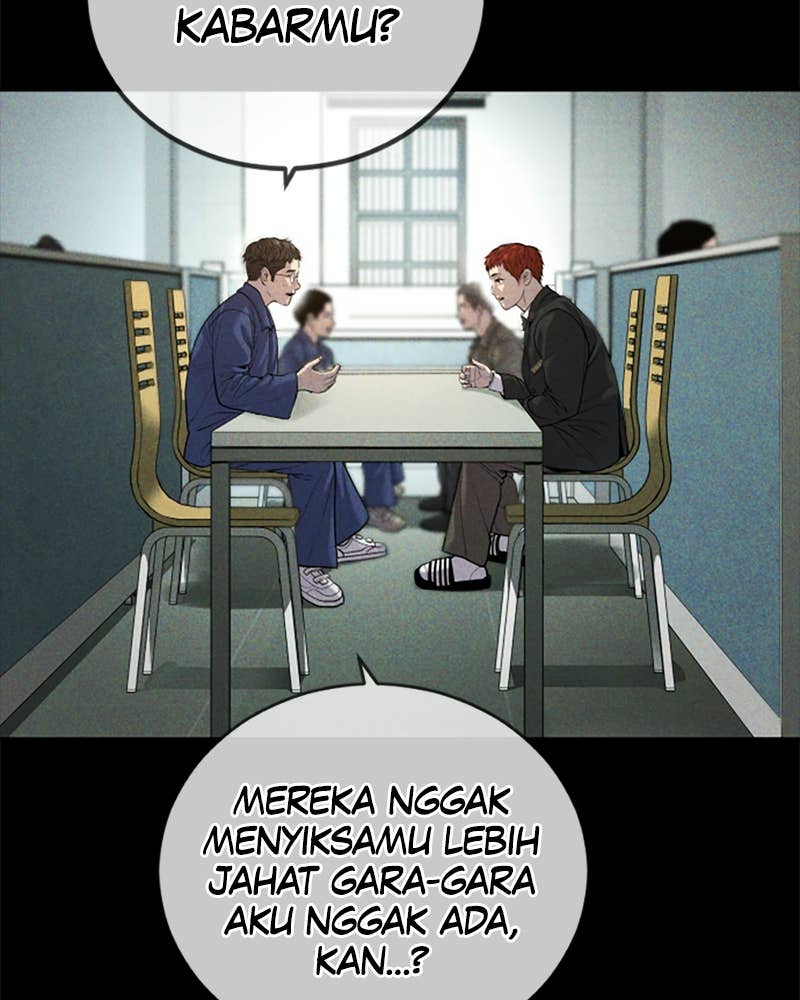 KABARMU?
MEREKA NGGAK
MENYIKSAMU LEBIH
JAHAT GARA-GARA
AKU NGGAK ADA,
KAN...?